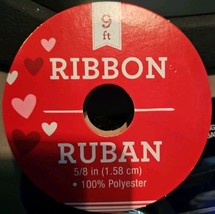 9
ft
RIBBON
RUBAN
5/8 in (1.58 cm)
• 100% Polyester